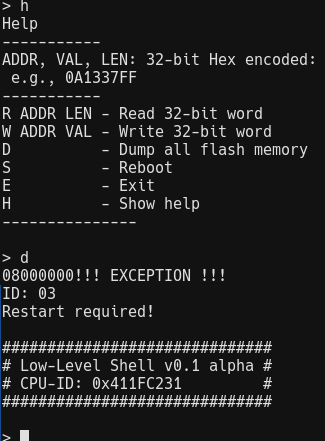 > h
Help
-----------
ADDR, VAL, LEN: 32-bit Hex encoded:
 e.g., 0A1337FF
-----------
R ADDR LEN - Read 32-bit word
W ADDR VAL - Write 32-bit word
D          - Dump all flash memory
S          - Reboot
E          - Exit
H          - Show help
---------------

> d
08000000!!! EXCEPTION !!!
ID: 03
Restart required!

##############################
# Low-Level Shell v0.1 alpha #
# CPU-ID: 0x411FC231         #
##############################

>